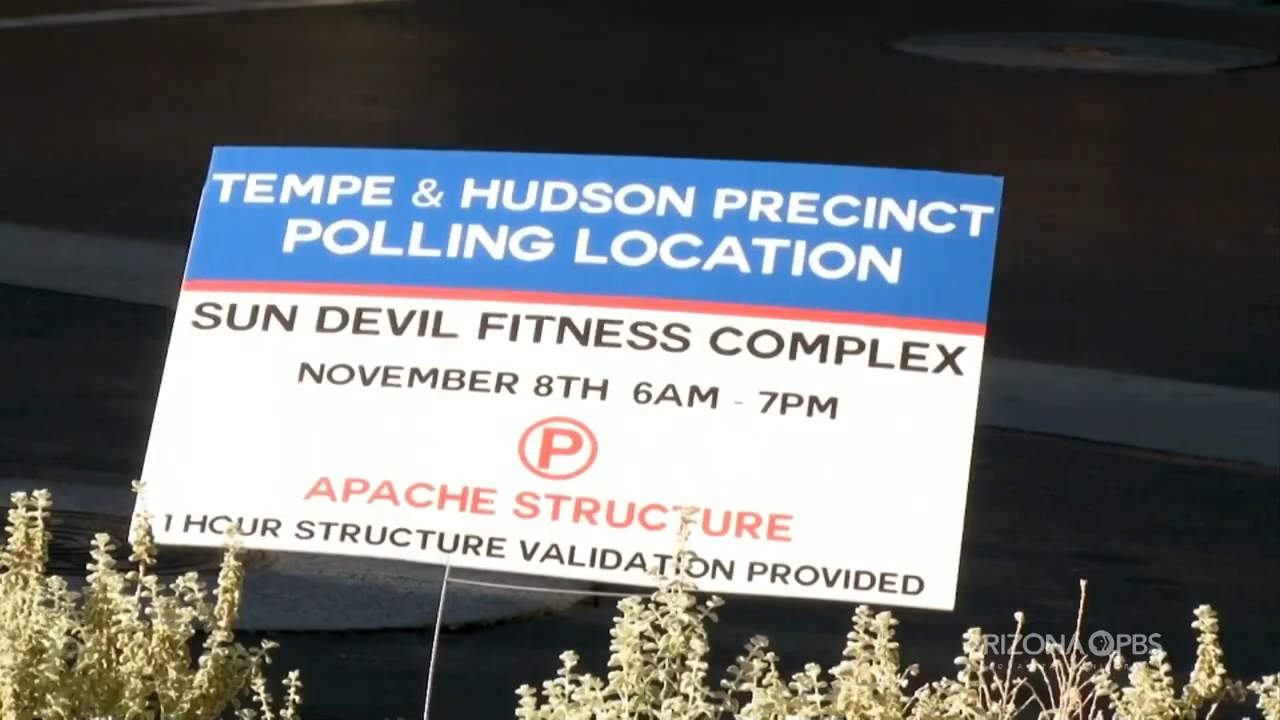 TEMPE & HUDSON PRECINCT
POLLING LOCATION
SUN DEVIL FITNESS COMPLEX
NOVEMBER 8TH 6AM - 7PM
P
APACHE STRUCTURE
1 HOUR STRUCTURE VALIDATION PROVIDED
ARIZONA PBS